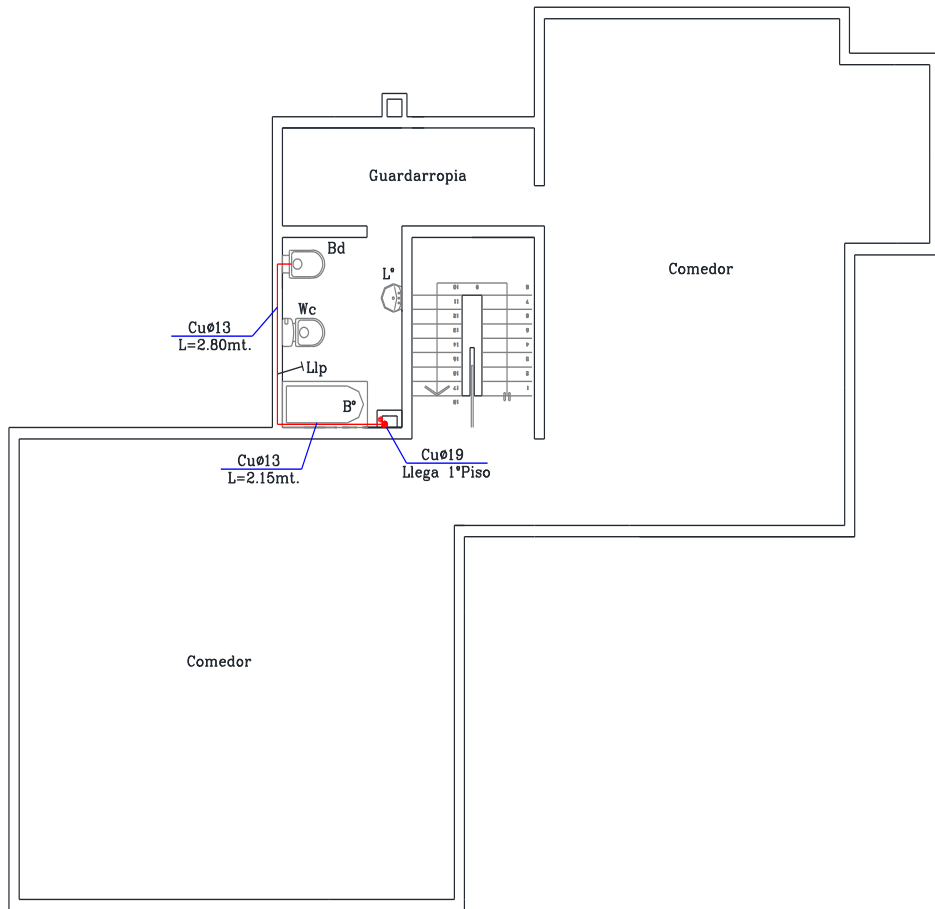 Guardarropia
Bd
L°
Comedor
Wc
Cuø13
L=2.80mt.
Llp
B°
Cuø13
L=2.15mt.
Cuø19
Llega 1°Piso
Comedor